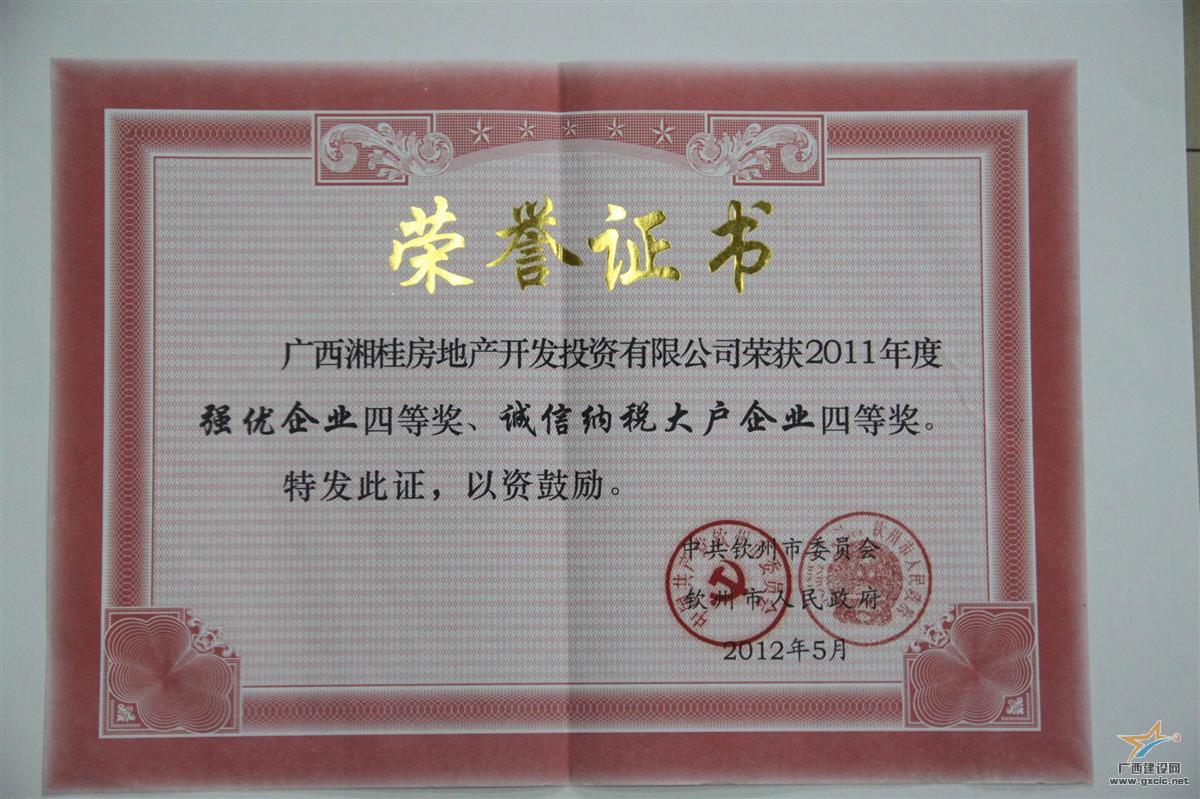 荣誉证书
广西湘桂房地产开发投资有限公司荣获2011年度
强优企业四等奖、诚信纳税大户企业四等奖。
特发此证，以资鼓励。
中共钦州市委员会
钦州市人民政府
2012年5月
广西建设网
www.gxcic.net